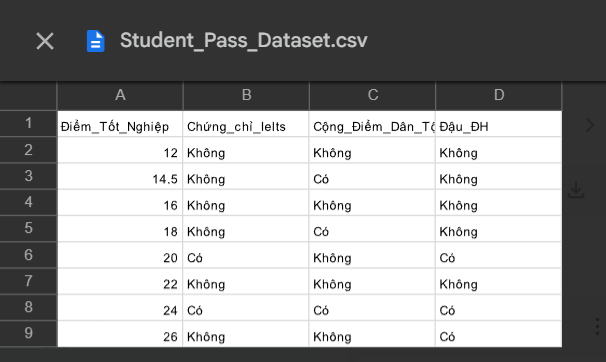 Student_Pass_Dataset.csv
A B C D
1 Điểm_Tốt_Nghiệp Chứng_chỉ_Ielts Cộng_Điểm_Dân_Tộ Đậu_ĐH
2 12 Không Không Không
3 14.5 Không Có Không
4 16 Không Không Không
5 18 Không Có Không
6 20 Có Không Có
7 22 Không Không Không
8 24 Có Có Có
9 26 Không Không Có